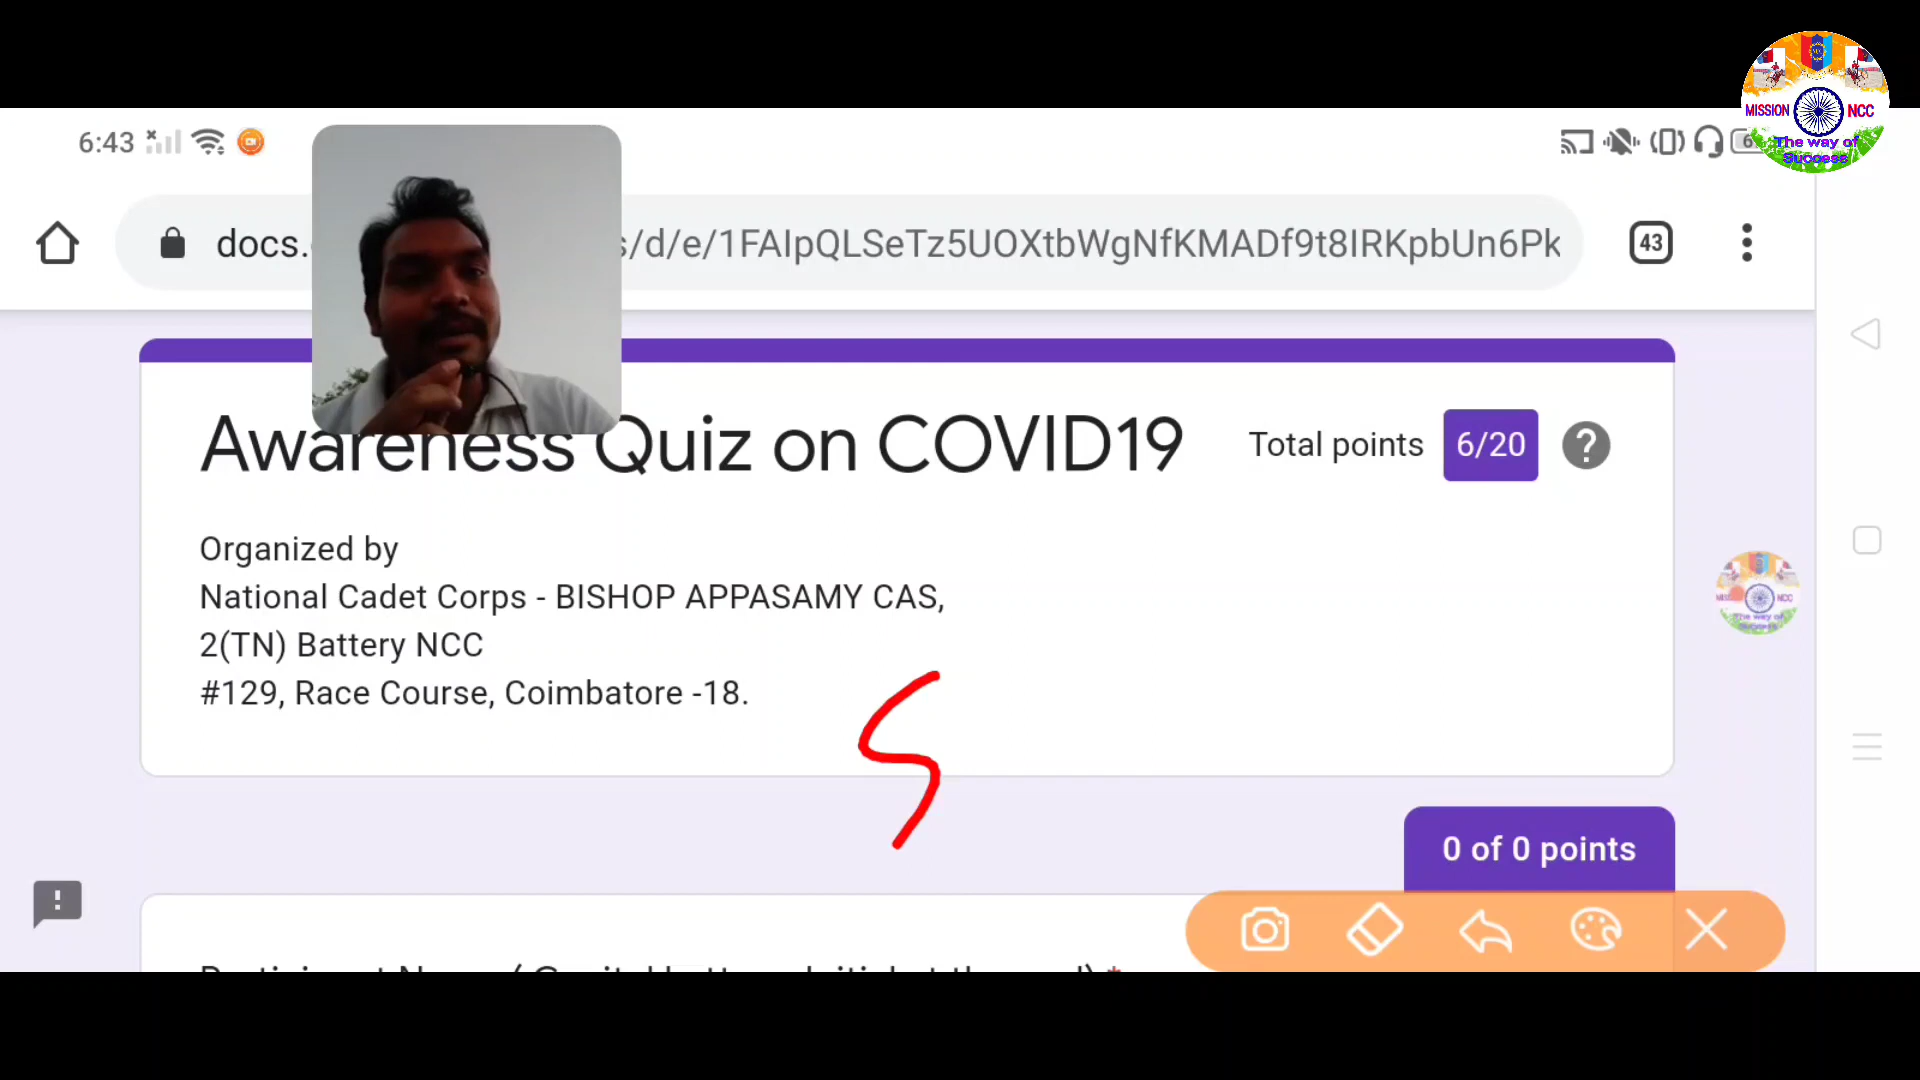 MISSION NCC
The way of
Success
6:43
docs.
s/d/e/1FAIpQLSeTz5UOXtbWgNfKMADf9t8IRKpbUn6Pk
43
Awareness Quiz on COVID19
Total points 6/20
Organized by
National Cadet Corps - BISHOP APPASAMY CAS,
2(TN) Battery NCC
#129, Race Course, Coimbatore -18.
0 of 0 points